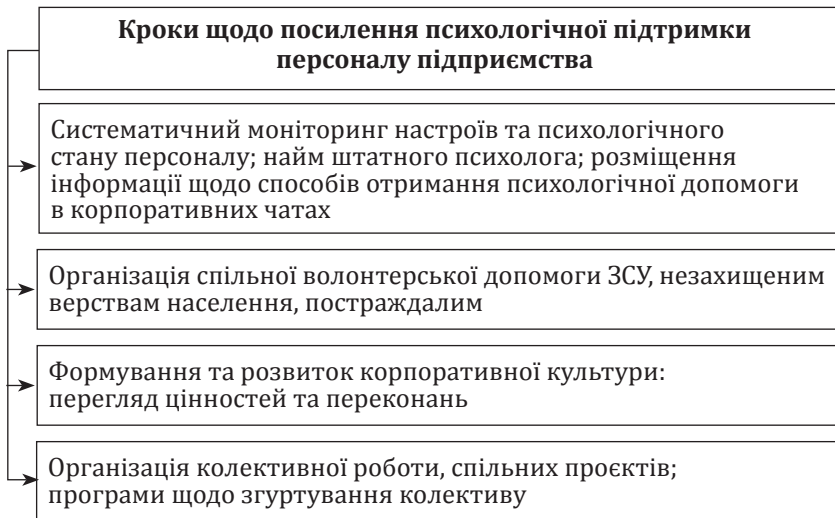 Кроки щодо посилення психологічної підтримки
персоналу підприємства
Систематичний моніторинг настроїв та психологічного
стану персоналу; найм штатного психолога; розміщення
інформації щодо способів отримання психологічної допомоги
в корпоративних чатах
Організація спільної волонтерської допомоги ЗСУ, незахищеним
верствам населення, постраждалим
Формування та розвиток корпоративної культури:
перегляд цінностей та переконань
Організація колективної роботи, спільних проєктів;
програми щодо згуртування колективу